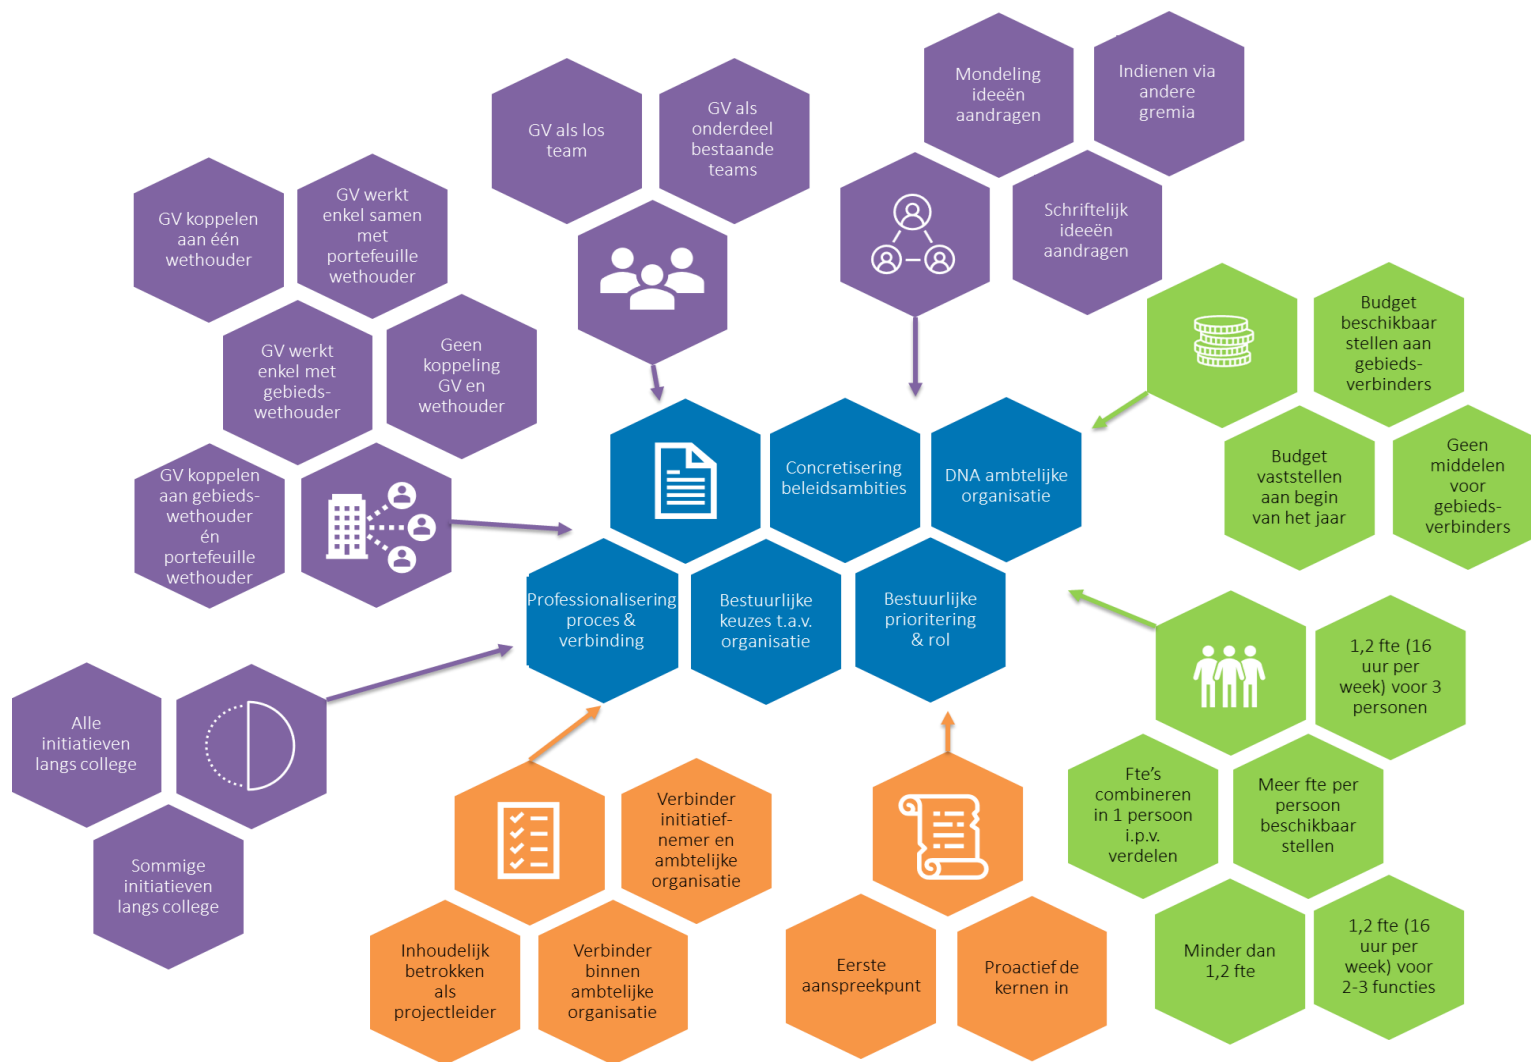 Mondeling
ideeën
aandragen
Indienen via
andere
gremia
Schriftelijk
ideeën
aandragen
GV als los
team
GV als
onderdeel
bestaande
teams
GV koppelen
aan één
wethouder
GV werkt
enkel samen
met
portefeuille
wethouder
GV werkt
enkel met
gebieds-
wethouder
Geen
koppeling
GV en
wethouder
GV koppelen
aan gebieds-
wethouder
én
portefeuille
wethouder
Budget
beschikbaar
stellen aan
gebieds-
verbinders
Budget
vaststellen
aan begin
van het jaar
Geen
middelen
voor
gebieds-
verbinders
Concretisering
beleidsambities
DNA ambtelijke
organisatie
Professionalisering
proces &
verbinding
Bestuurlijke
keuzes t.a.v.
organisatie
Bestuurlijke
prioritering
& rol
Alle
initiatieven
langs college
Sommige
initiatieven
langs college
Verbinder
initiatief-
nemer en
ambtelijke
organisatie
Inhoudelijk
betrokken
als
projectleider
Verbinder
binnen
ambtelijke
organisatie
Eerste
aanspreekpunt
Proactief de
kernen in
1,2 fte (16
uur per
week) voor 3
personen
Fte's
combineren
in 1 persoon
i.p.v.
verdelen
Meer fte per
persoon
beschikbaar
stellen
Minder dan
1,2 fte
1,2 fte (16
uur per
week) voor
2-3 functies